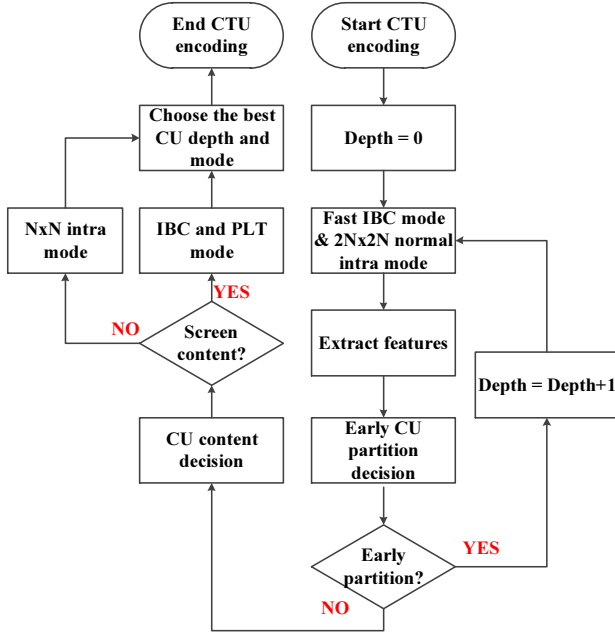 End CTU
encoding
Start CTU
encoding
Choose the best
CU depth and
mode
Depth = 0
NxN intra
mode
IBC and PLT
mode
Fast IBC mode
& 2Nx2N normal
intra mode
YES
NO
Screen
content?
Extract features
Depth = Depth+1
CU content
decision
Early CU
partition
decision
Early
partition?
YES
NO